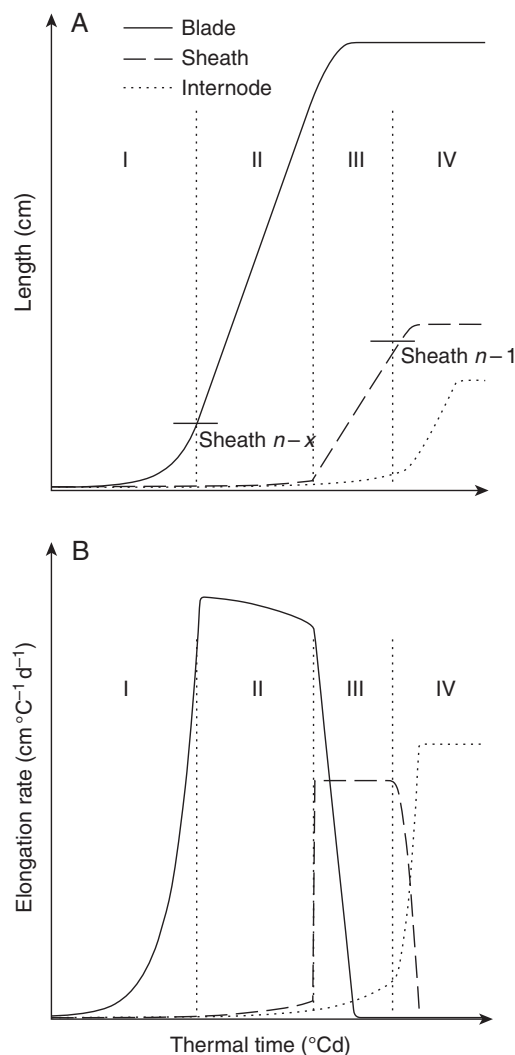 A
Blade
Sheath
Internode
I II III IV
Length (cm)
Sheath n – 1
Sheath n – x
B
I II III IV
Elongation rate (cm °C⁻¹ d⁻¹)
Thermal time (°Cd)